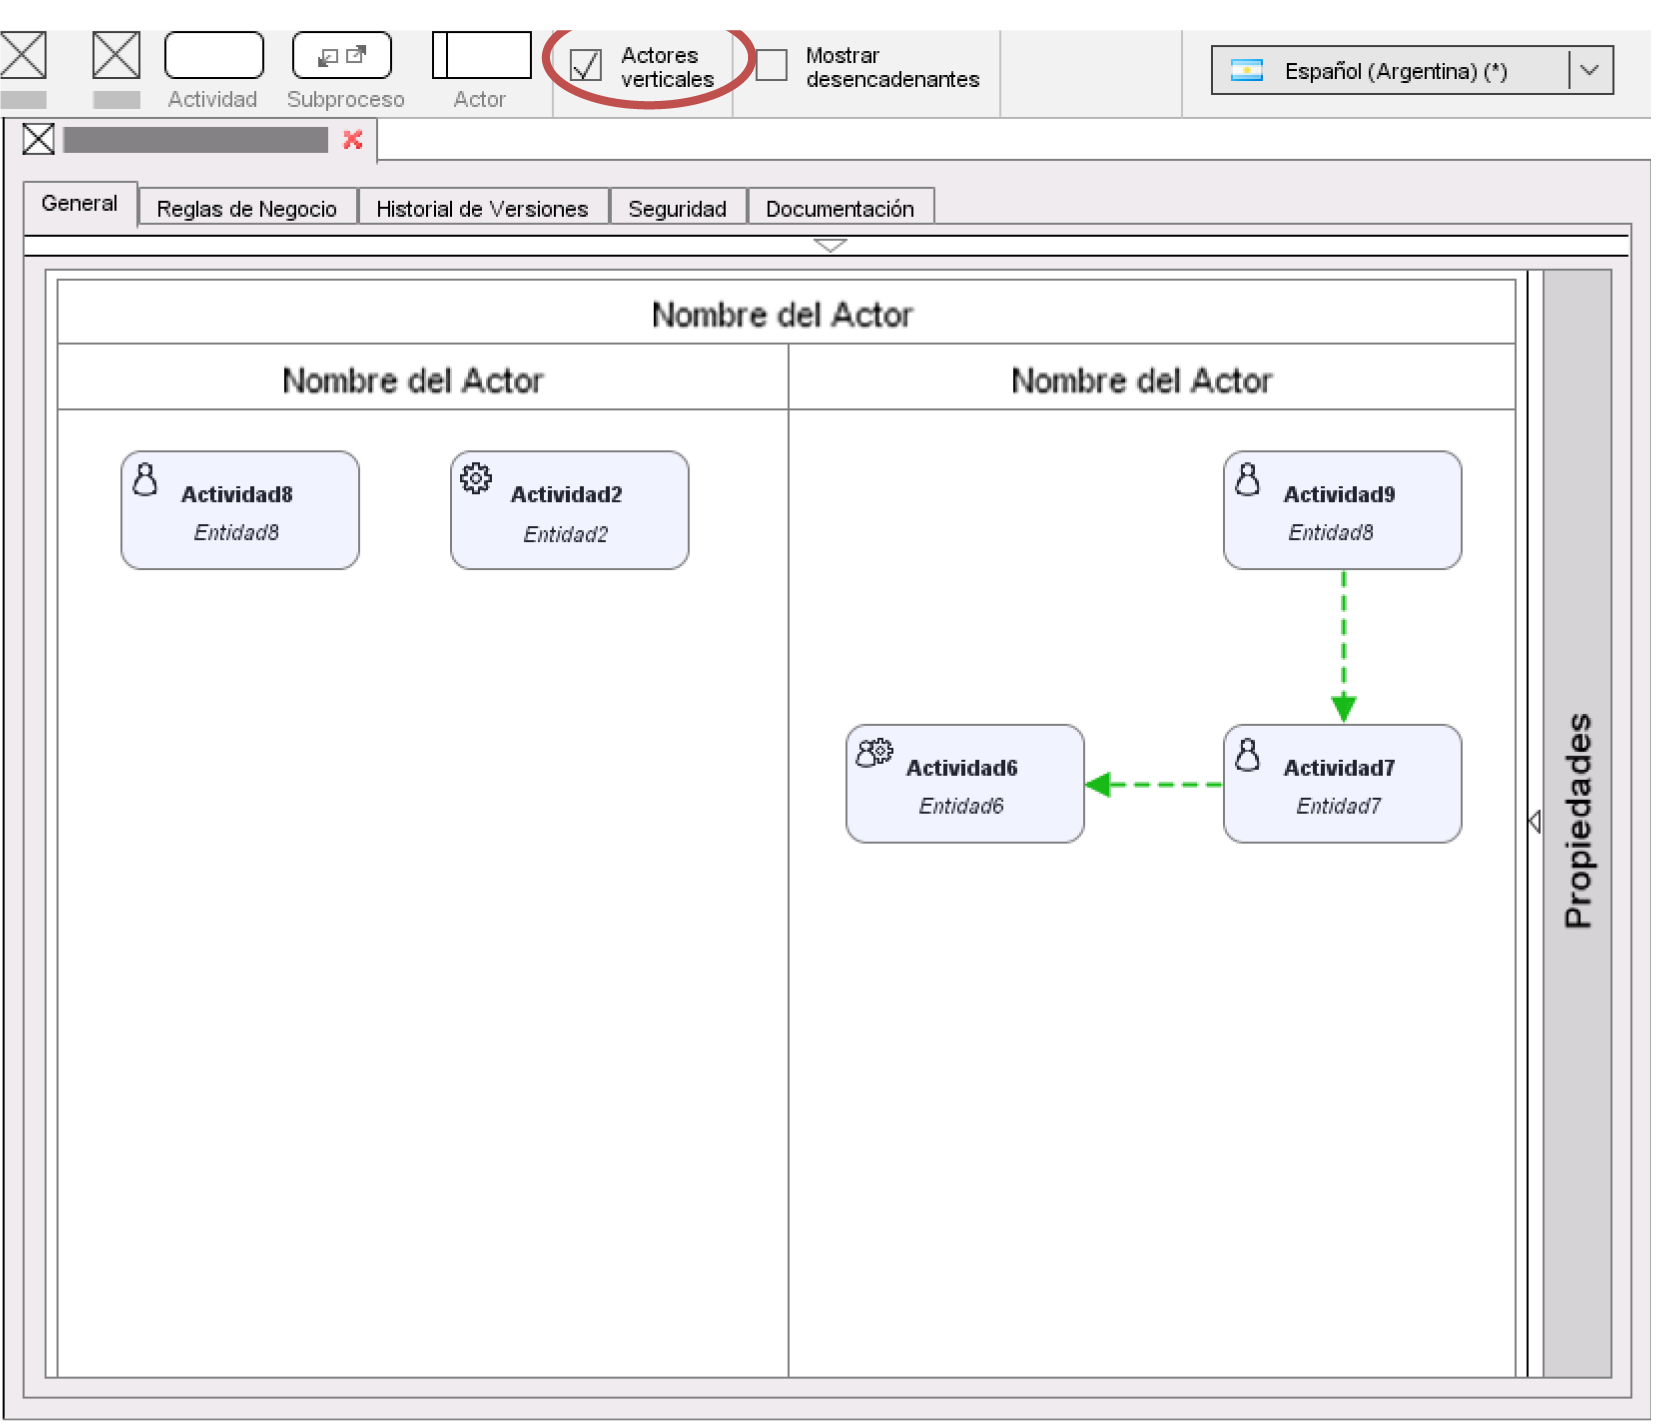 Actividad
Subproceso
Actor
Actores
verticales
Mostrar
desencadenantes
Español (Argentina) (*)
General
Reglas de Negocio
Historial de Versiones
Seguridad
Documentación
Nombre del Actor
Nombre del Actor
Nombre del Actor
Actividad8
Entidad8
Actividad2
Entidad2
Actividad9
Entidad8
Actividad6
Entidad6
Actividad7
Entidad7
Propiedades